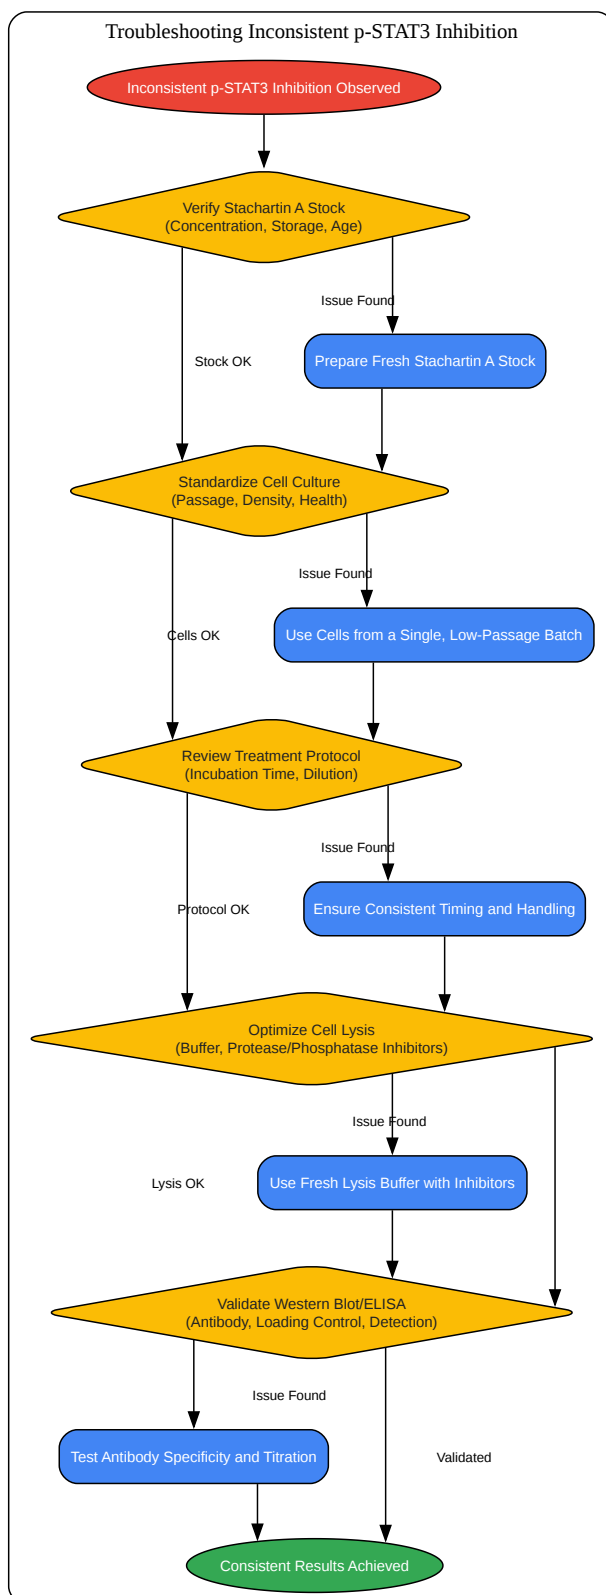 Troubleshooting Inconsistent p-STAT3 Inhibition
Inconsistent p-STAT3 Inhibition Observed
Verify Stachartin A Stock
(Concentration, Storage, Age)
Issue Found
Stock OK
Prepare Fresh Stachartin A Stock
Standardize Cell Culture
(Passage, Density, Health)
Issue Found
Cells OK
Use Cells from a Single, Low-Passage Batch
Review Treatment Protocol
(Incubation Time, Dilution)
Issue Found
Protocol OK
Ensure Consistent Timing and Handling
Optimize Cell Lysis
(Buffer, Protease/Phosphatase Inhibitors)
Issue Found
Lysis OK
Use Fresh Lysis Buffer with Inhibitors
Validate Western Blot/ELISA
(Antibody, Loading Control, Detection)
Issue Found
Test Antibody Specificity and Titration
Validated
Consistent Results Achieved